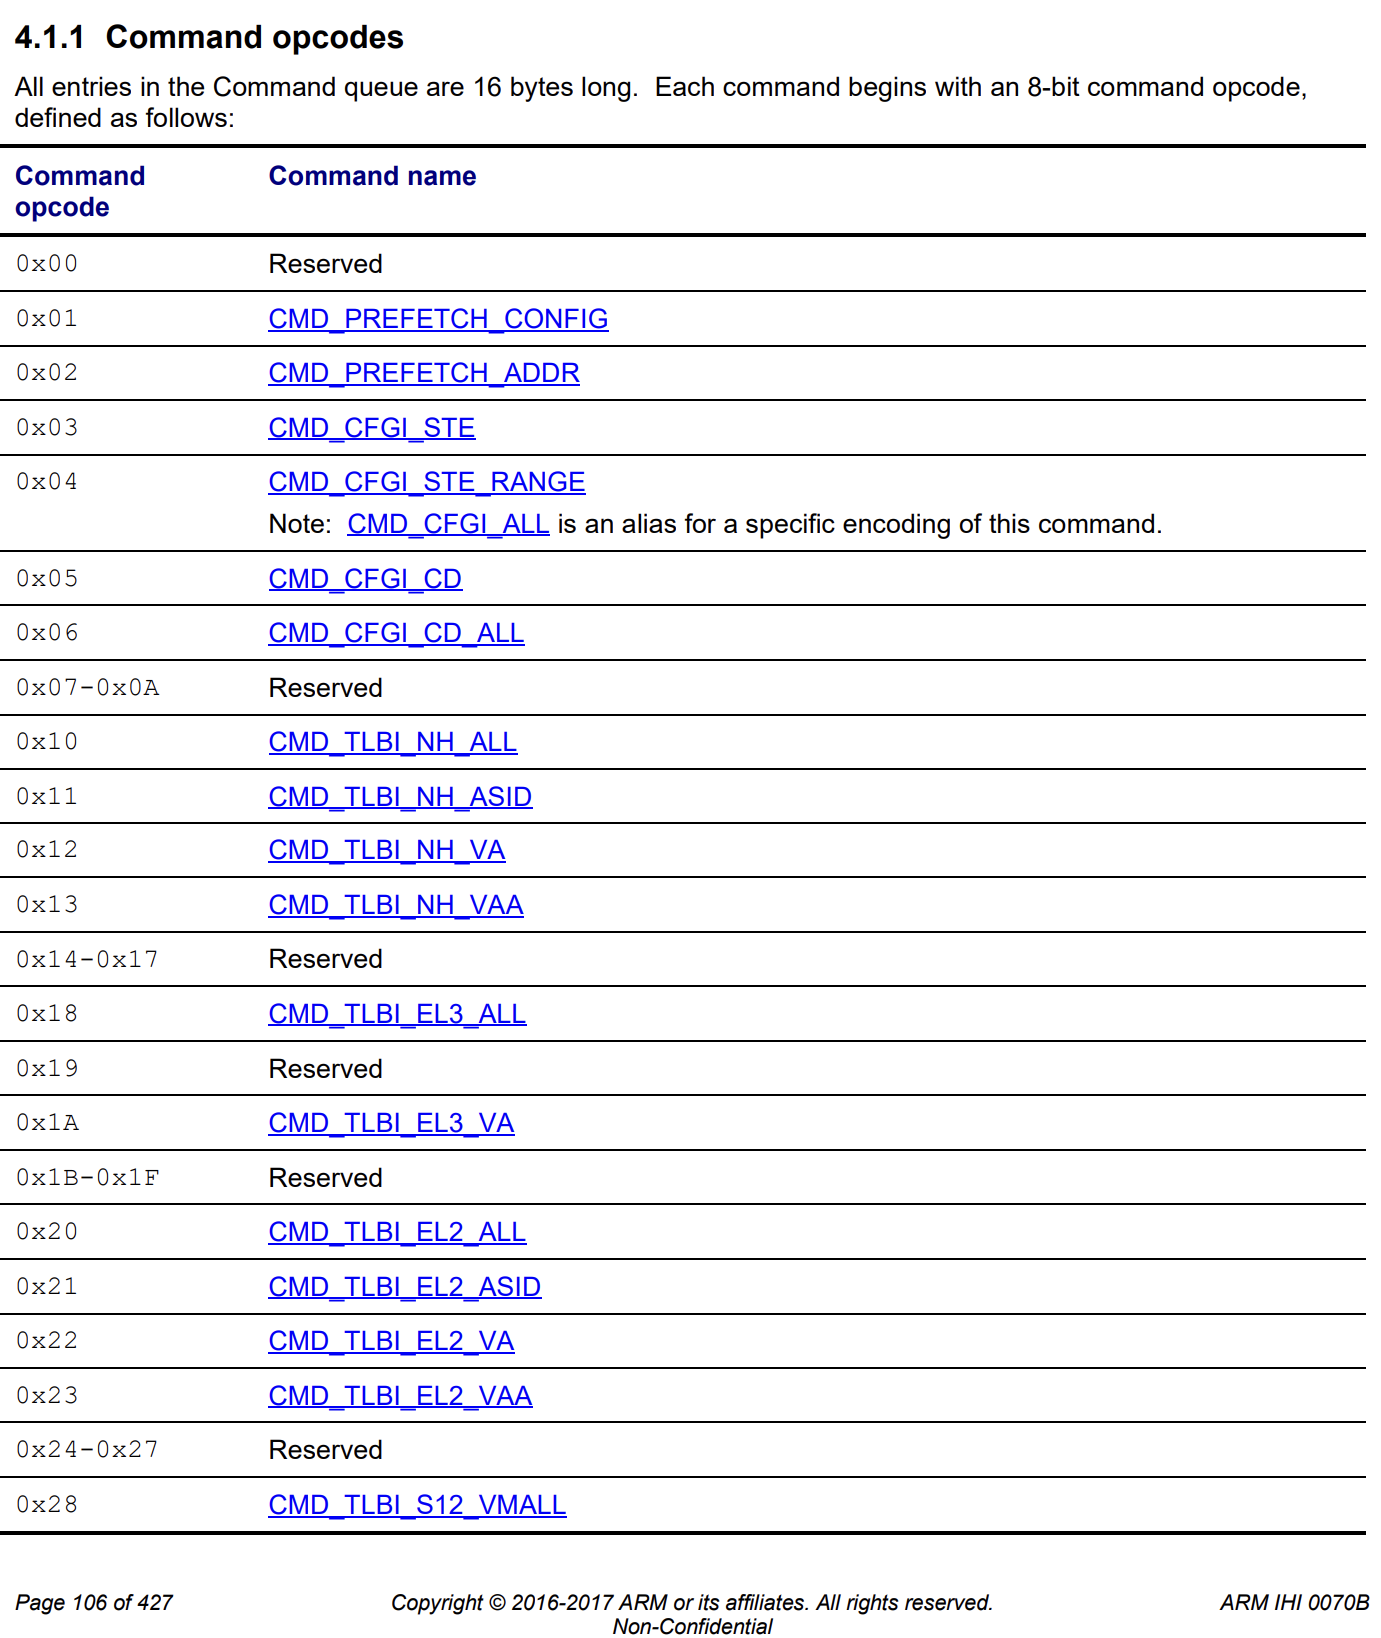 4.1.1 Command opcodes
All entries in the Command queue are 16 bytes long. Each command begins with an 8-bit command opcode,
defined as follows:
Command opcode Command name
0x00 Reserved
0x01 CMD_PREFETCH_CONFIG
0x02 CMD_PREFETCH_ADDR
0x03 CMD_CFGI_STE
0x04 CMD_CFGI_STE_RANGE
Note: CMD_CFGI_ALL is an alias for a specific encoding of this command.
0x05 CMD_CFGI_CD
0x06 CMD_CFGI_CD_ALL
0x07-0x0A Reserved
0x10 CMD_TLBI_NH_ALL
0x11 CMD_TLBI_NH_ASID
0x12 CMD_TLBI_NH_VA
0x13 CMD_TLBI_NH_VAA
0x14-0x17 Reserved
0x18 CMD_TLBI_EL3_ALL
0x19 Reserved
0x1A CMD_TLBI_EL3_VA
0x1B-0x1F Reserved
0x20 CMD_TLBI_EL2_ALL
0x21 CMD_TLBI_EL2_ASID
0x22 CMD_TLBI_EL2_VA
0x23 CMD_TLBI_EL2_VAA
0x24-0x27 Reserved
0x28 CMD_TLBI_S12_VMALL
Page 106 of 427 Copyright © 2016-2017 ARM or its affiliates. All rights reserved. ARM IHI 0070B
Non-Confidential